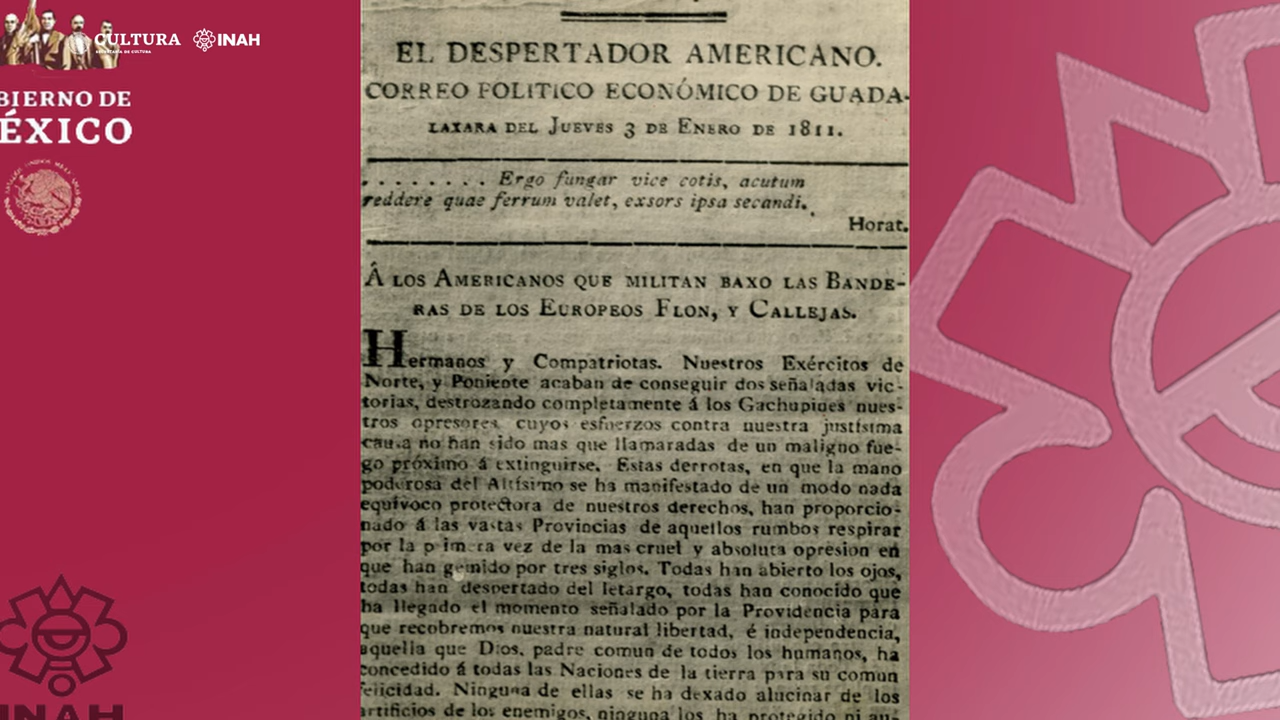 CULTURA
SECRETARÍA DE CULTURA
INAH
BIERNO DE
ÉXICO
EL DESPERTADOR AMERICANO.
CORREO POLITICO ECONÓMICO DE GUADA-
LAXARA DEL JUEVES 3 DE ENERO DE 1811.
. . . . . . . . Ergo fungar vice cotis, acutum
reddere quae ferrum valet, exsors ipsa secandi.
Horat.
Á LOS AMERICANOS QUE MILITAN BAXO LAS BANDE-
RAS DE LOS EUROPEOS FLON, Y CALLEJAS.
Hermanos y Compatriotas. Nuestros Exércitos de
Norte, y Poniente acaban de conseguir dos señaladas vic-
torias, destrozando completamente á los Gachupines nues-
tros opresores, cuyos esfuerzos contra nuestra justísima
causa no han sido mas que llamaradas de un maligno fue-
go próximo á extinguirse. Estas derrotas, en que la mano
poderosa del Altísimo se ha manifestado de un modo nada
equívoco protectora de nuestros derechos, han proporcio-
nado á las vastas Provincias de aquellos rumbos respirar
por la primera vez de la mas cruel y absoluta opresion en
que han gemido por tres siglos. Todas han abierto los ojos,
todas han despertado del letargo, todas han conocido que
ha llegado el momento señalado por la Providencia para
que recobremos nuestra natural libertad, é independencia,
aquella que Dios, padre comun de todos los humanos, ha
concedido á todas las Naciones de la tierra para su comun
felicidad. Ninguna de ellas se ha dexado alucinar de los
artificios de los enemigos, ninguna los ha protegido ni au-
INAH